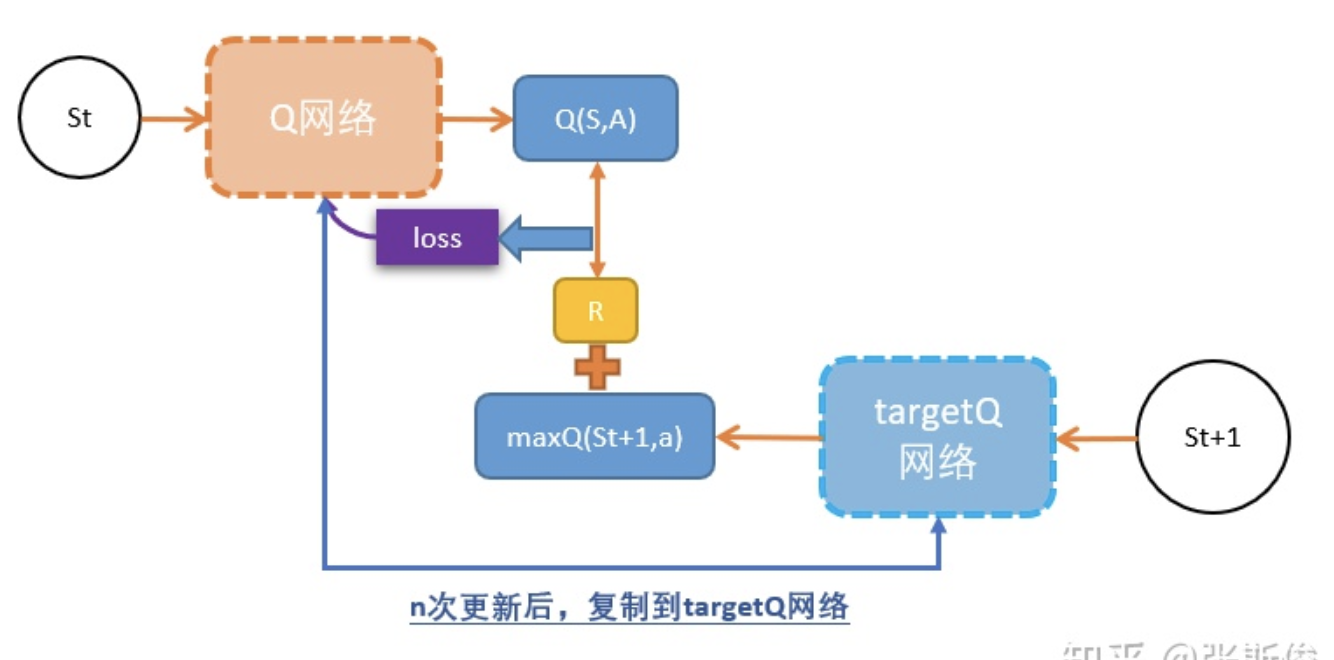 St
Q网络
Q(S,A)
loss
R
maxQ(St+1,a)
targetQ
网络
St+1
n次更新后，复制到targetQ网络
知乎 @张斯俊